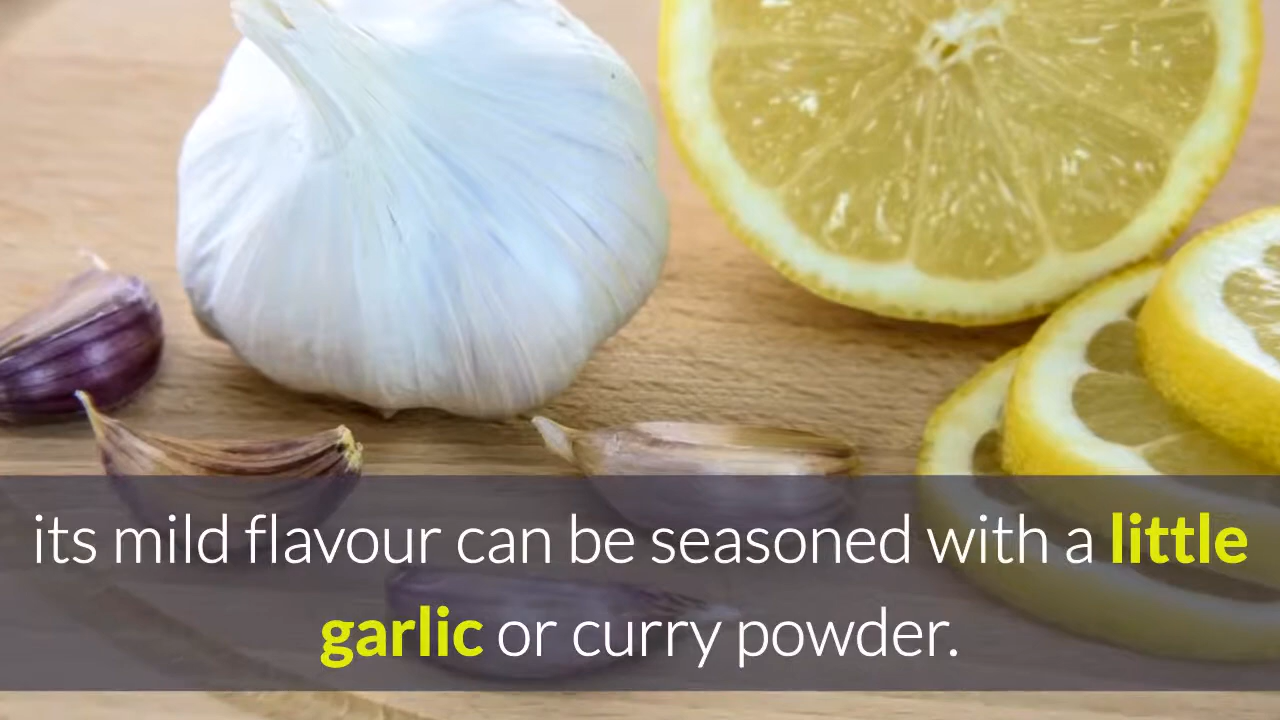 its mild flavour can be seasoned with a little
garlic or curry powder.